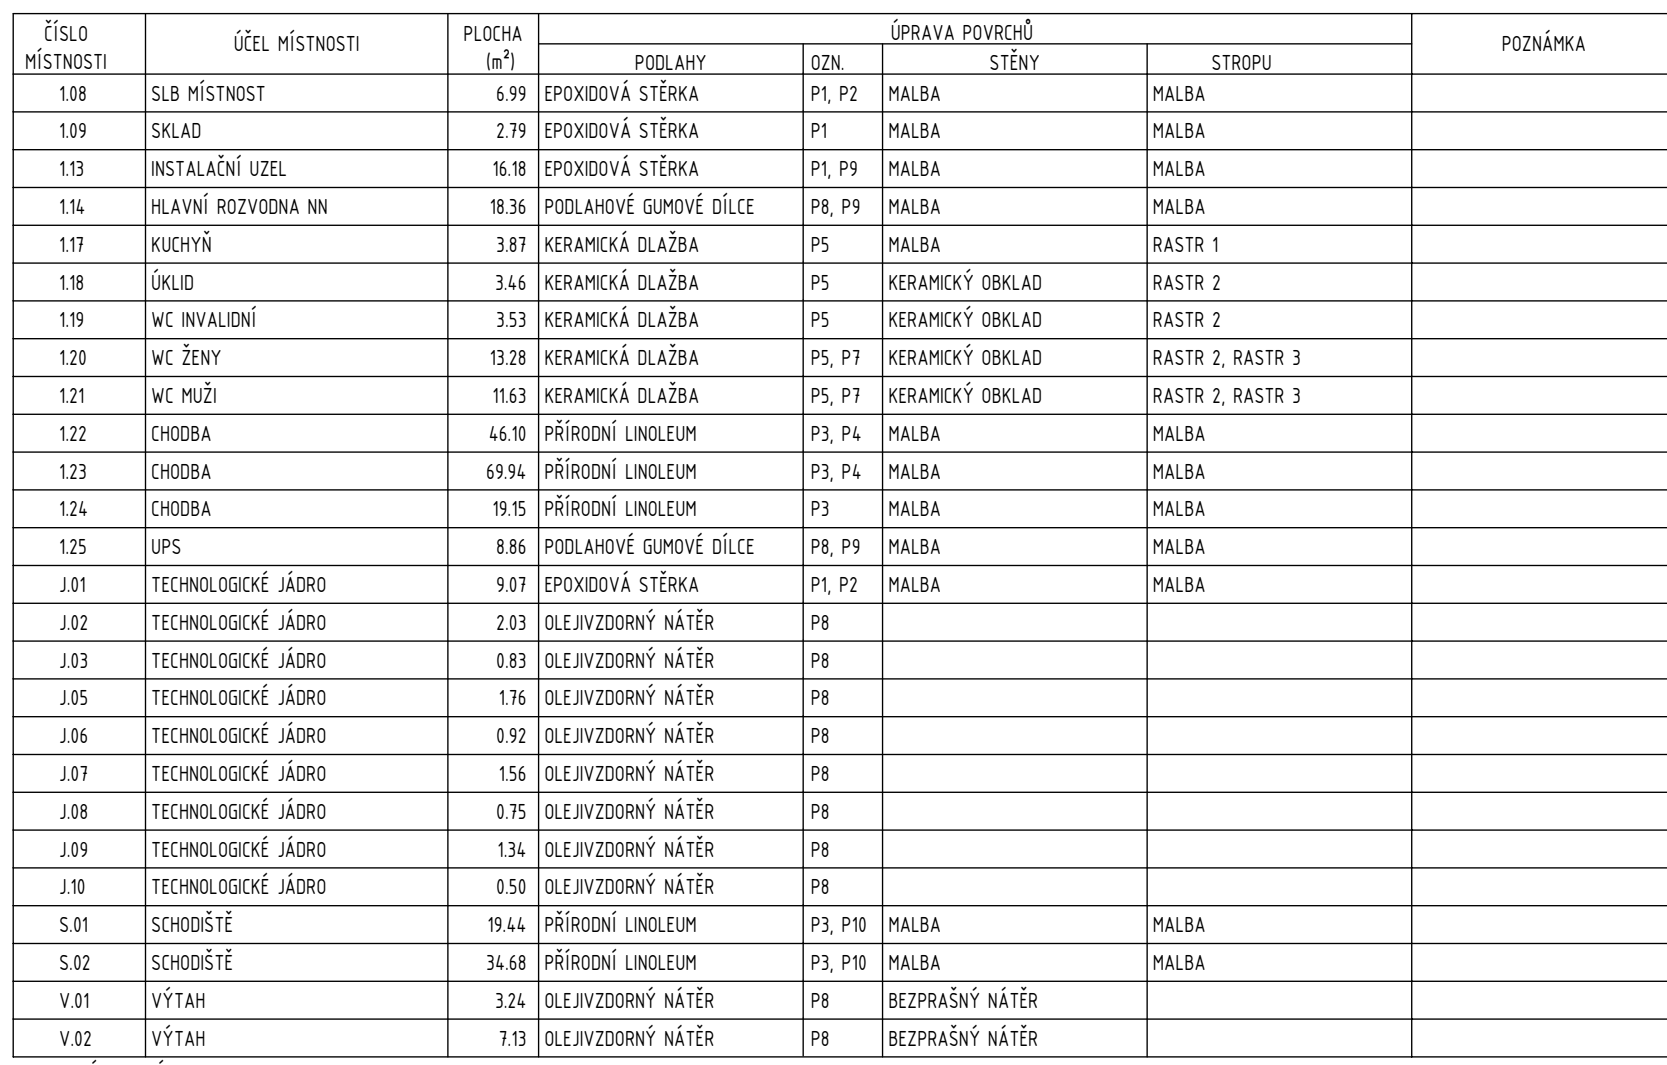 ČÍSLO MÍSTNOSTI ÚČEL MÍSTNOSTI PLOCHA (m²) ÚPRAVA POVRCHŮ POZNÁMKA
PODLAHY OZN. STĚNY STROPU
1.08 SLB MÍSTNOST 6.99 EPOXIDOVÁ STĚRKA P1, P2 MALBA MALBA
1.09 SKLAD 2.79 EPOXIDOVÁ STĚRKA P1 MALBA MALBA
1.13 INSTALAČNÍ UZEL 16.18 EPOXIDOVÁ STĚRKA P1, P9 MALBA MALBA
1.14 HLAVNÍ ROZVODNA NN 18.36 PODLAHOVÉ GUMOVÉ DÍLCE P8, P9 MALBA MALBA
1.17 KUCHYŇ 3.87 KERAMICKÁ DLAŽBA P5 MALBA RASTR 1
1.18 ÚKLID 3.46 KERAMICKÁ DLAŽBA P5 KERAMICKÝ OBKLAD RASTR 2
1.19 WC INVALIDNÍ 3.53 KERAMICKÁ DLAŽBA P5 KERAMICKÝ OBKLAD RASTR 2
1.20 WC ŽENY 13.28 KERAMICKÁ DLAŽBA P5, P7 KERAMICKÝ OBKLAD RASTR 2, RASTR 3
1.21 WC MUŽI 11.63 KERAMICKÁ DLAŽBA P5, P7 KERAMICKÝ OBKLAD RASTR 2, RASTR 3
1.22 CHODBA 46.10 PŘÍRODNÍ LINOLEUM P3, P4 MALBA MALBA
1.23 CHODBA 69.94 PŘÍRODNÍ LINOLEUM P3, P4 MALBA MALBA
1.24 CHODBA 19.15 PŘÍRODNÍ LINOLEUM P3 MALBA MALBA
1.25 UPS 8.86 PODLAHOVÉ GUMOVÉ DÍLCE P8, P9 MALBA MALBA
J.01 TECHNOLOGICKÉ JÁDRO 9.07 EPOXIDOVÁ STĚRKA P1, P2 MALBA MALBA
J.02 TECHNOLOGICKÉ JÁDRO 2.03 OLEJIVZDORNÝ NÁTĚR P8
J.03 TECHNOLOGICKÉ JÁDRO 0.83 OLEJIVZDORNÝ NÁTĚR P8
J.05 TECHNOLOGICKÉ JÁDRO 1.76 OLEJIVZDORNÝ NÁTĚR P8
J.06 TECHNOLOGICKÉ JÁDRO 0.92 OLEJIVZDORNÝ NÁTĚR P8
J.07 TECHNOLOGICKÉ JÁDRO 1.56 OLEJIVZDORNÝ NÁTĚR P8
J.08 TECHNOLOGICKÉ JÁDRO 0.75 OLEJIVZDORNÝ NÁTĚR P8
J.09 TECHNOLOGICKÉ JÁDRO 1.34 OLEJIVZDORNÝ NÁTĚR P8
J.10 TECHNOLOGICKÉ JÁDRO 0.50 OLEJIVZDORNÝ NÁTĚR P8
S.01 SCHODIŠTĚ 19.44 PŘÍRODNÍ LINOLEUM P3, P10 MALBA MALBA
S.02 SCHODIŠTĚ 34.68 PŘÍRODNÍ LINOLEUM P3, P10 MALBA MALBA
V.01 VÝTAH 3.24 OLEJIVZDORNÝ NÁTĚR P8 BEZPRAŠNÝ NÁTĚR
V.02 VÝTAH 7.13 OLEJIVZDORNÝ NÁTĚR P8 BEZPRAŠNÝ NÁTĚR